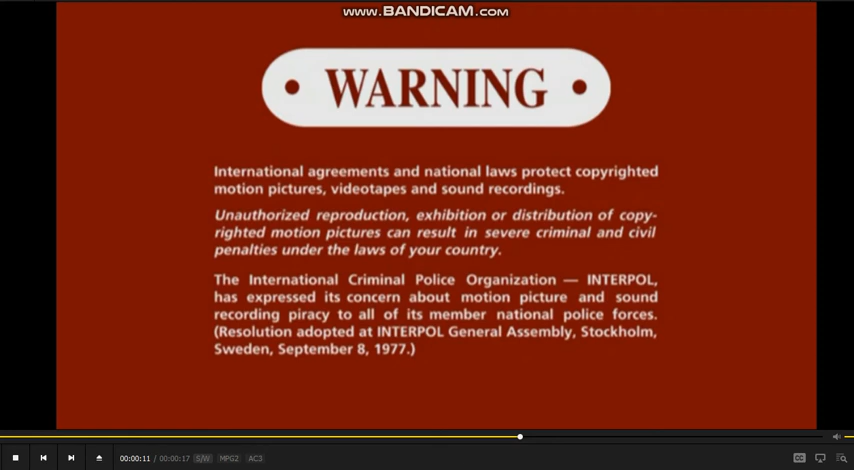 www.BANDICAM.com
WARNING
International agreements and national laws protect copyrighted
motion pictures, videotapes and sound recordings.
Unauthorized reproduction, exhibition or distribution of copy-
righted motion pictures can result in severe criminal and civil
penalties under the laws of your country.
The International Criminal Police Organization — INTERPOL,
has expressed its concern about motion picture and sound
recording piracy to all of its member national police forces.
(Resolution adopted at INTERPOL General Assembly, Stockholm,
Sweden, September 8, 1977.)
00:00:11 / 00:00:17 S/W MPG2 AC3 CC